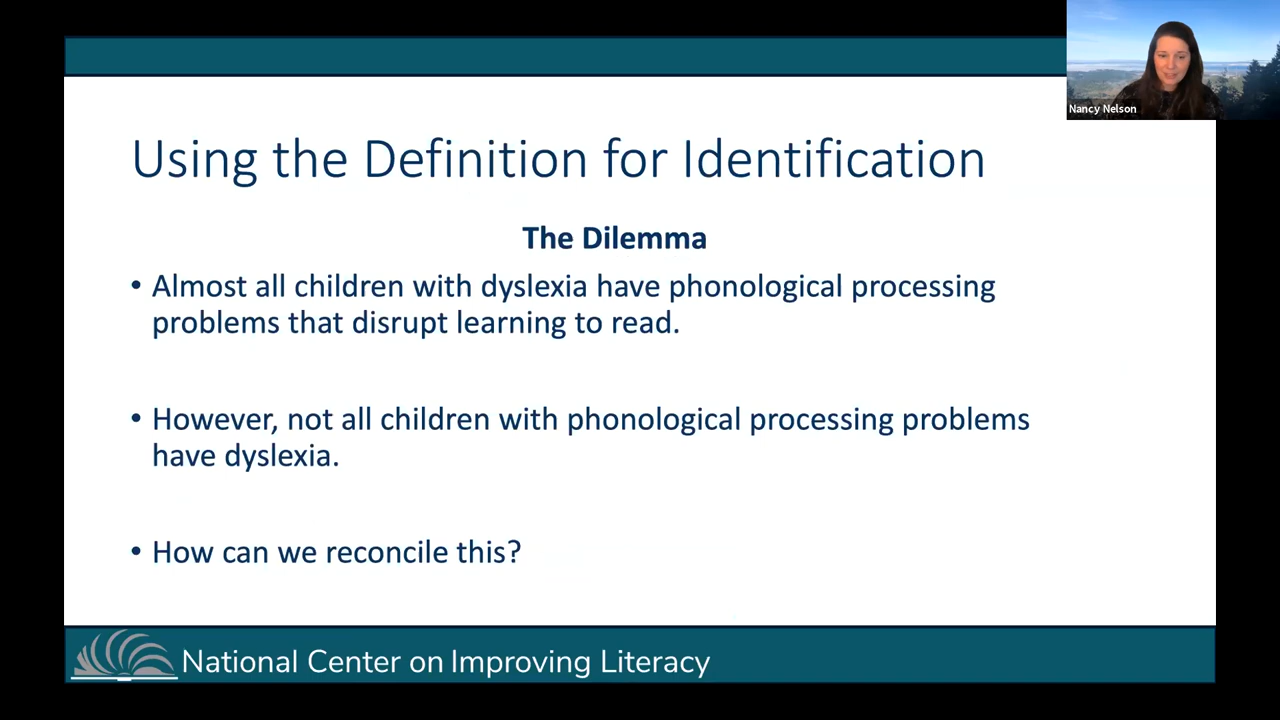 Nancy Nelson
Using the Definition for Identification
The Dilemma
• Almost all children with dyslexia have phonological processing
problems that disrupt learning to read.
• However, not all children with phonological processing problems
have dyslexia.
• How can we reconcile this?
National Center on Improving Literacy